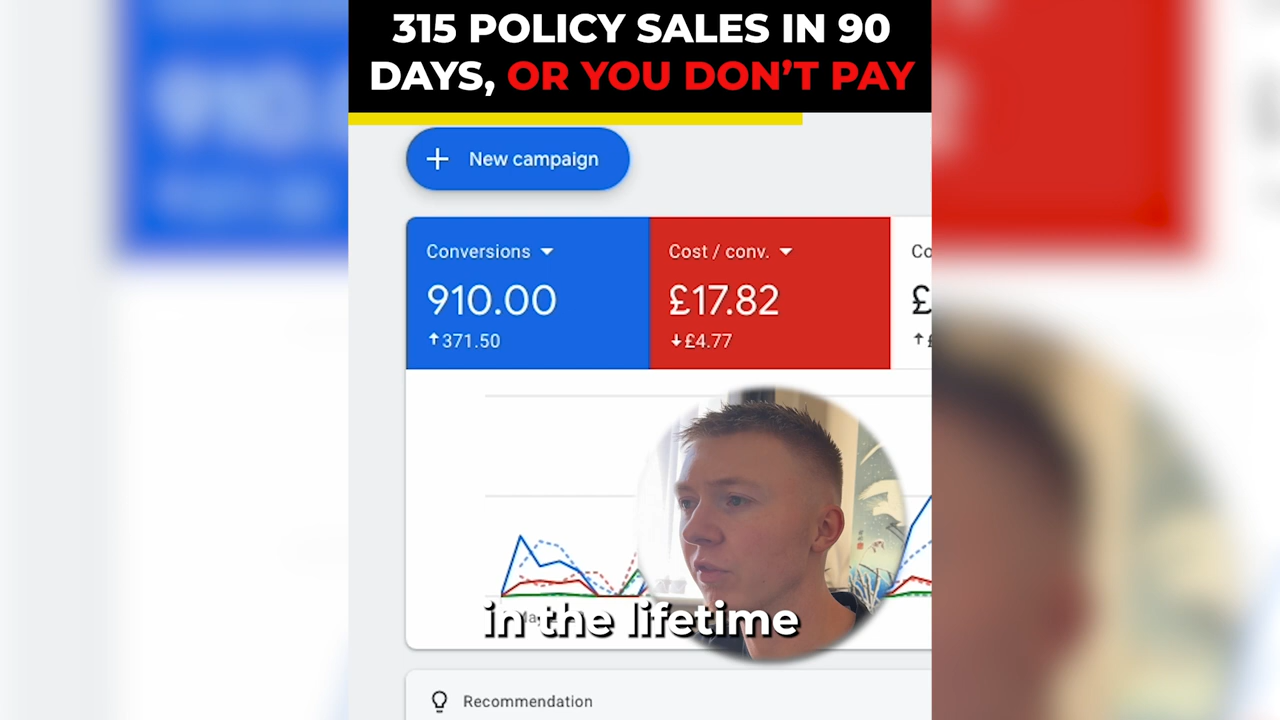 315 POLICY SALES IN 90
DAYS, OR YOU DON'T PAY
New campaign
Conversions
Cost / conv.
910.00
£17.82
↑371.50
↓£4.77
in the lifetime
Recommendation